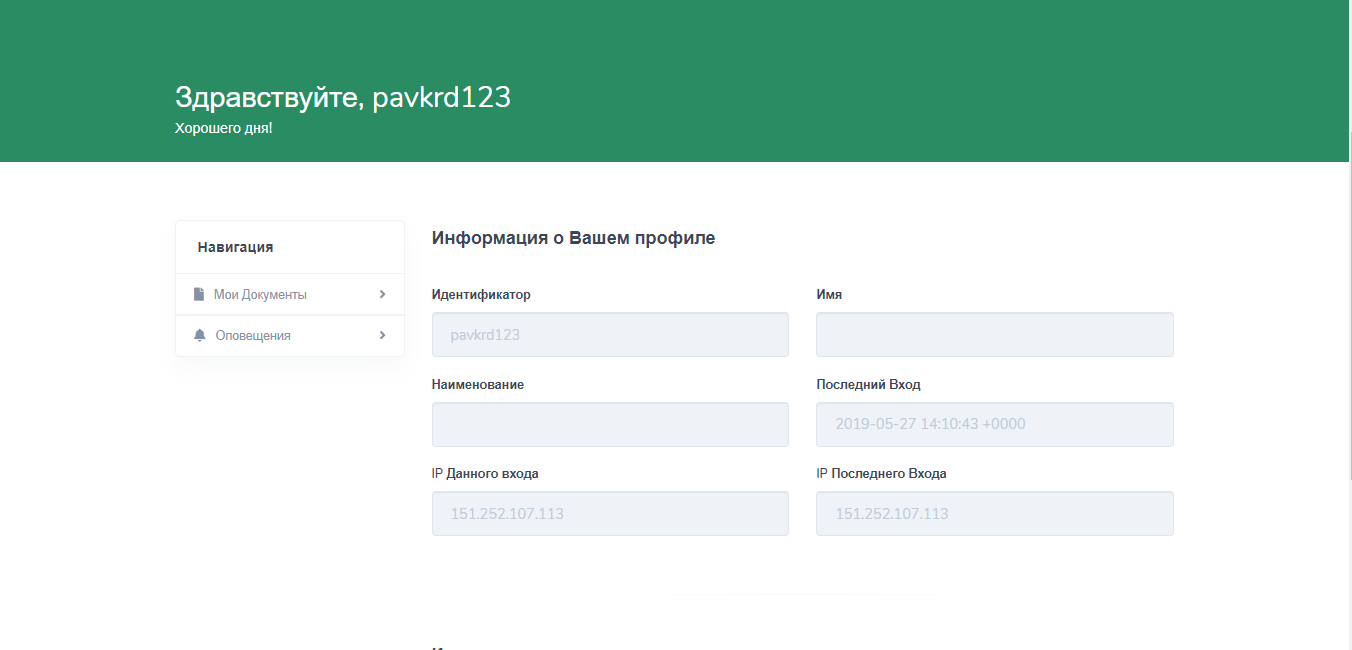 Здравствуйте, pavkrd123
Хорошего дня!
Навигация
Мои Документы
Оповещения
Информация о Вашем профиле
Идентификатор
Имя
pavkrd123
Наименование
Последний Вход
2019-05-27 14:10:43 +0000
IP Данного входа
IP Последнего Входа
151.252.107.113
151.252.107.113